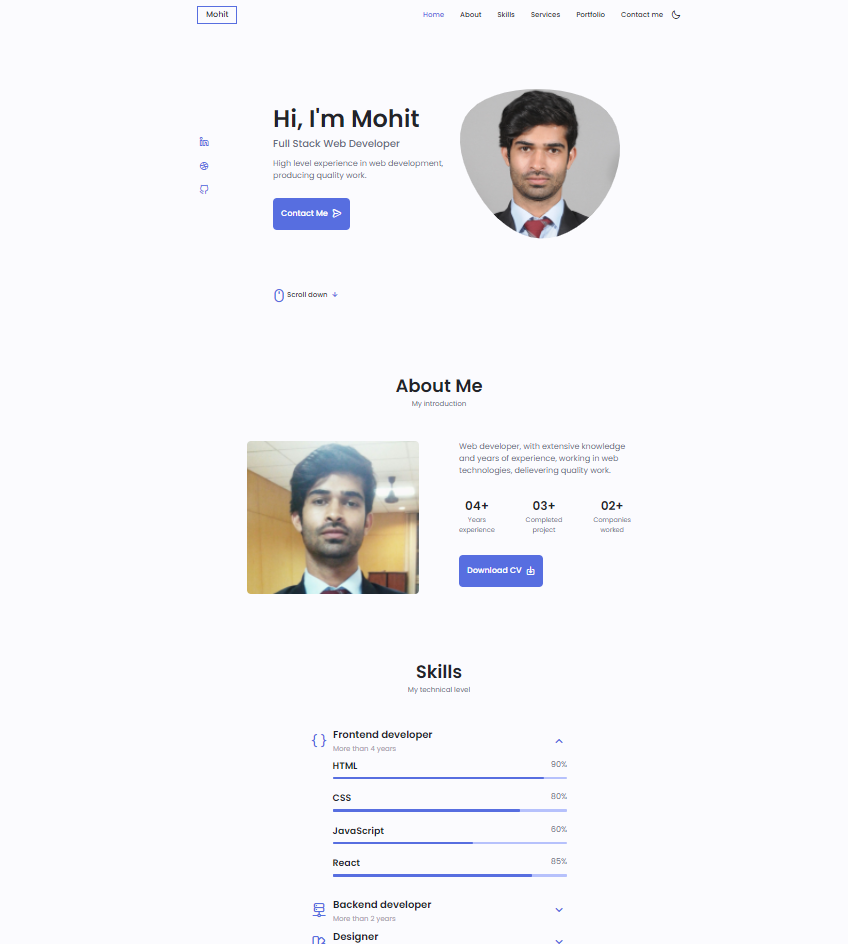 Mohit
Home About Skills Services Portfolio Contact me
Hi, I'm Mohit
Full Stack Web Developer
High level experience in web development,
producing quality work.
Contact Me
Scroll down
About Me
My introduction
Web developer, with extensive knowledge
and years of experience, working in web
technologies, delievering quality work.
04+ 03+ 02+
Years Completed Companies
experience project worked
Download CV
Skills
My technical level
Frontend developer
More than 4 years
HTML 90%
CSS 80%
JavaScript 60%
React 85%
Backend developer
More than 2 years
Designer